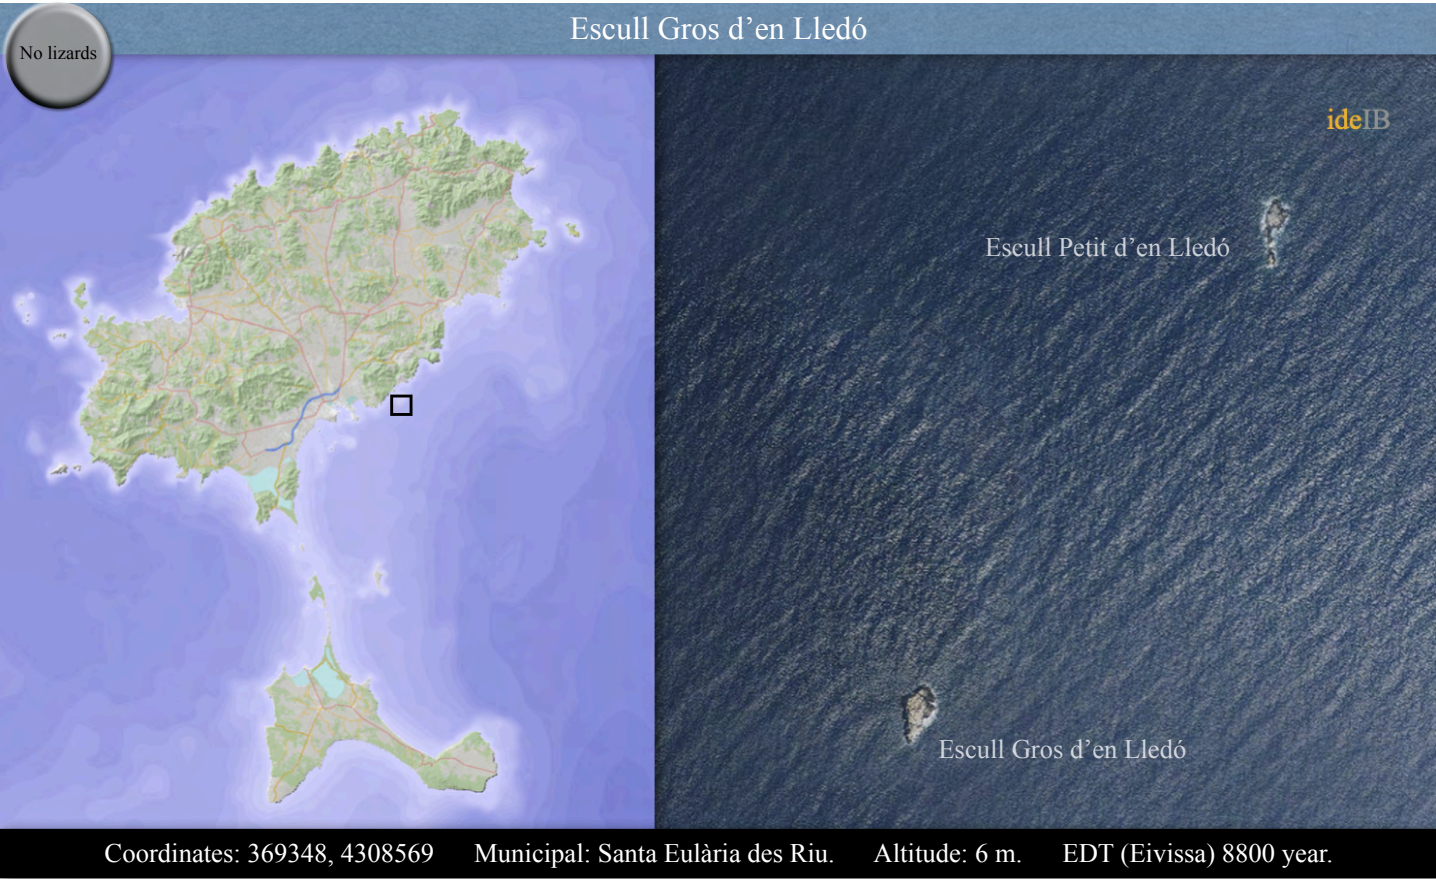 Escull Gros d’en Lledó
No lizards
ideIB
Escull Petit d’en Lledó
Escull Gros d’en Lledó
Coordinates: 369348, 4308569 Municipal: Santa Eulària des Riu. Altitude: 6 m. EDT (Eivissa) 8800 year.